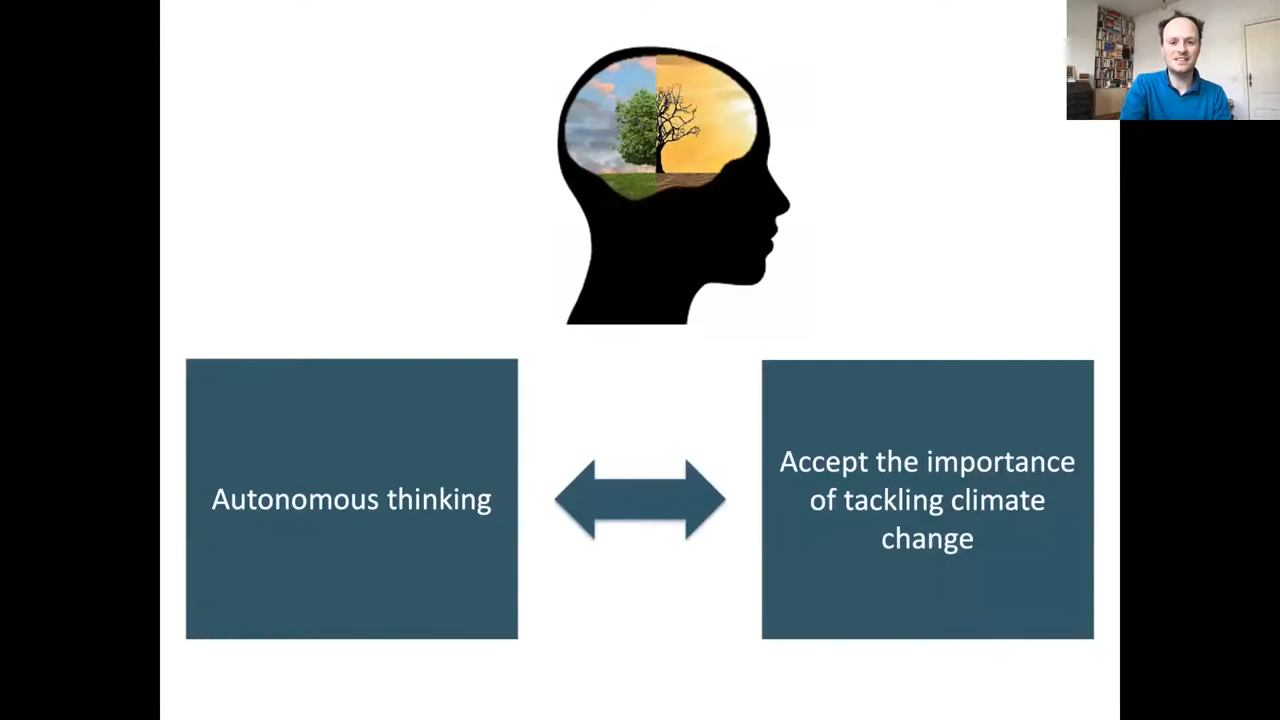 Autonomous thinking
Accept the importance
of tackling climate
change